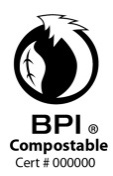 BPI ®
Compostable
Cert # 000000